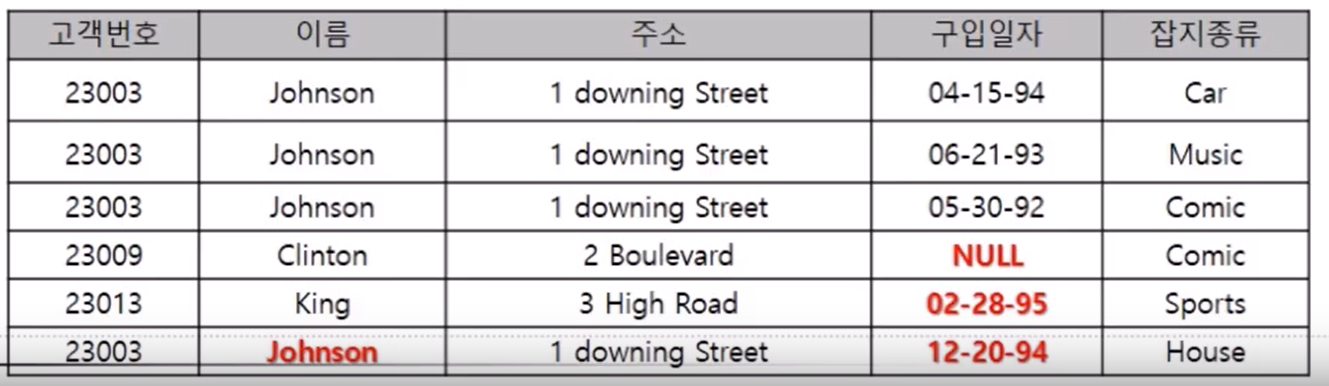 고객번호 이름 주소 구입일자 잡지종류
23003 Johnson 1 downing Street 04-15-94 Car
23003 Johnson 1 downing Street 06-21-93 Music
23003 Johnson 1 downing Street 05-30-92 Comic
23009 Clinton 2 Boulevard NULL Comic
23013 King 3 High Road 02-28-95 Sports
23003 Johnson 1 downing Street 12-20-94 House